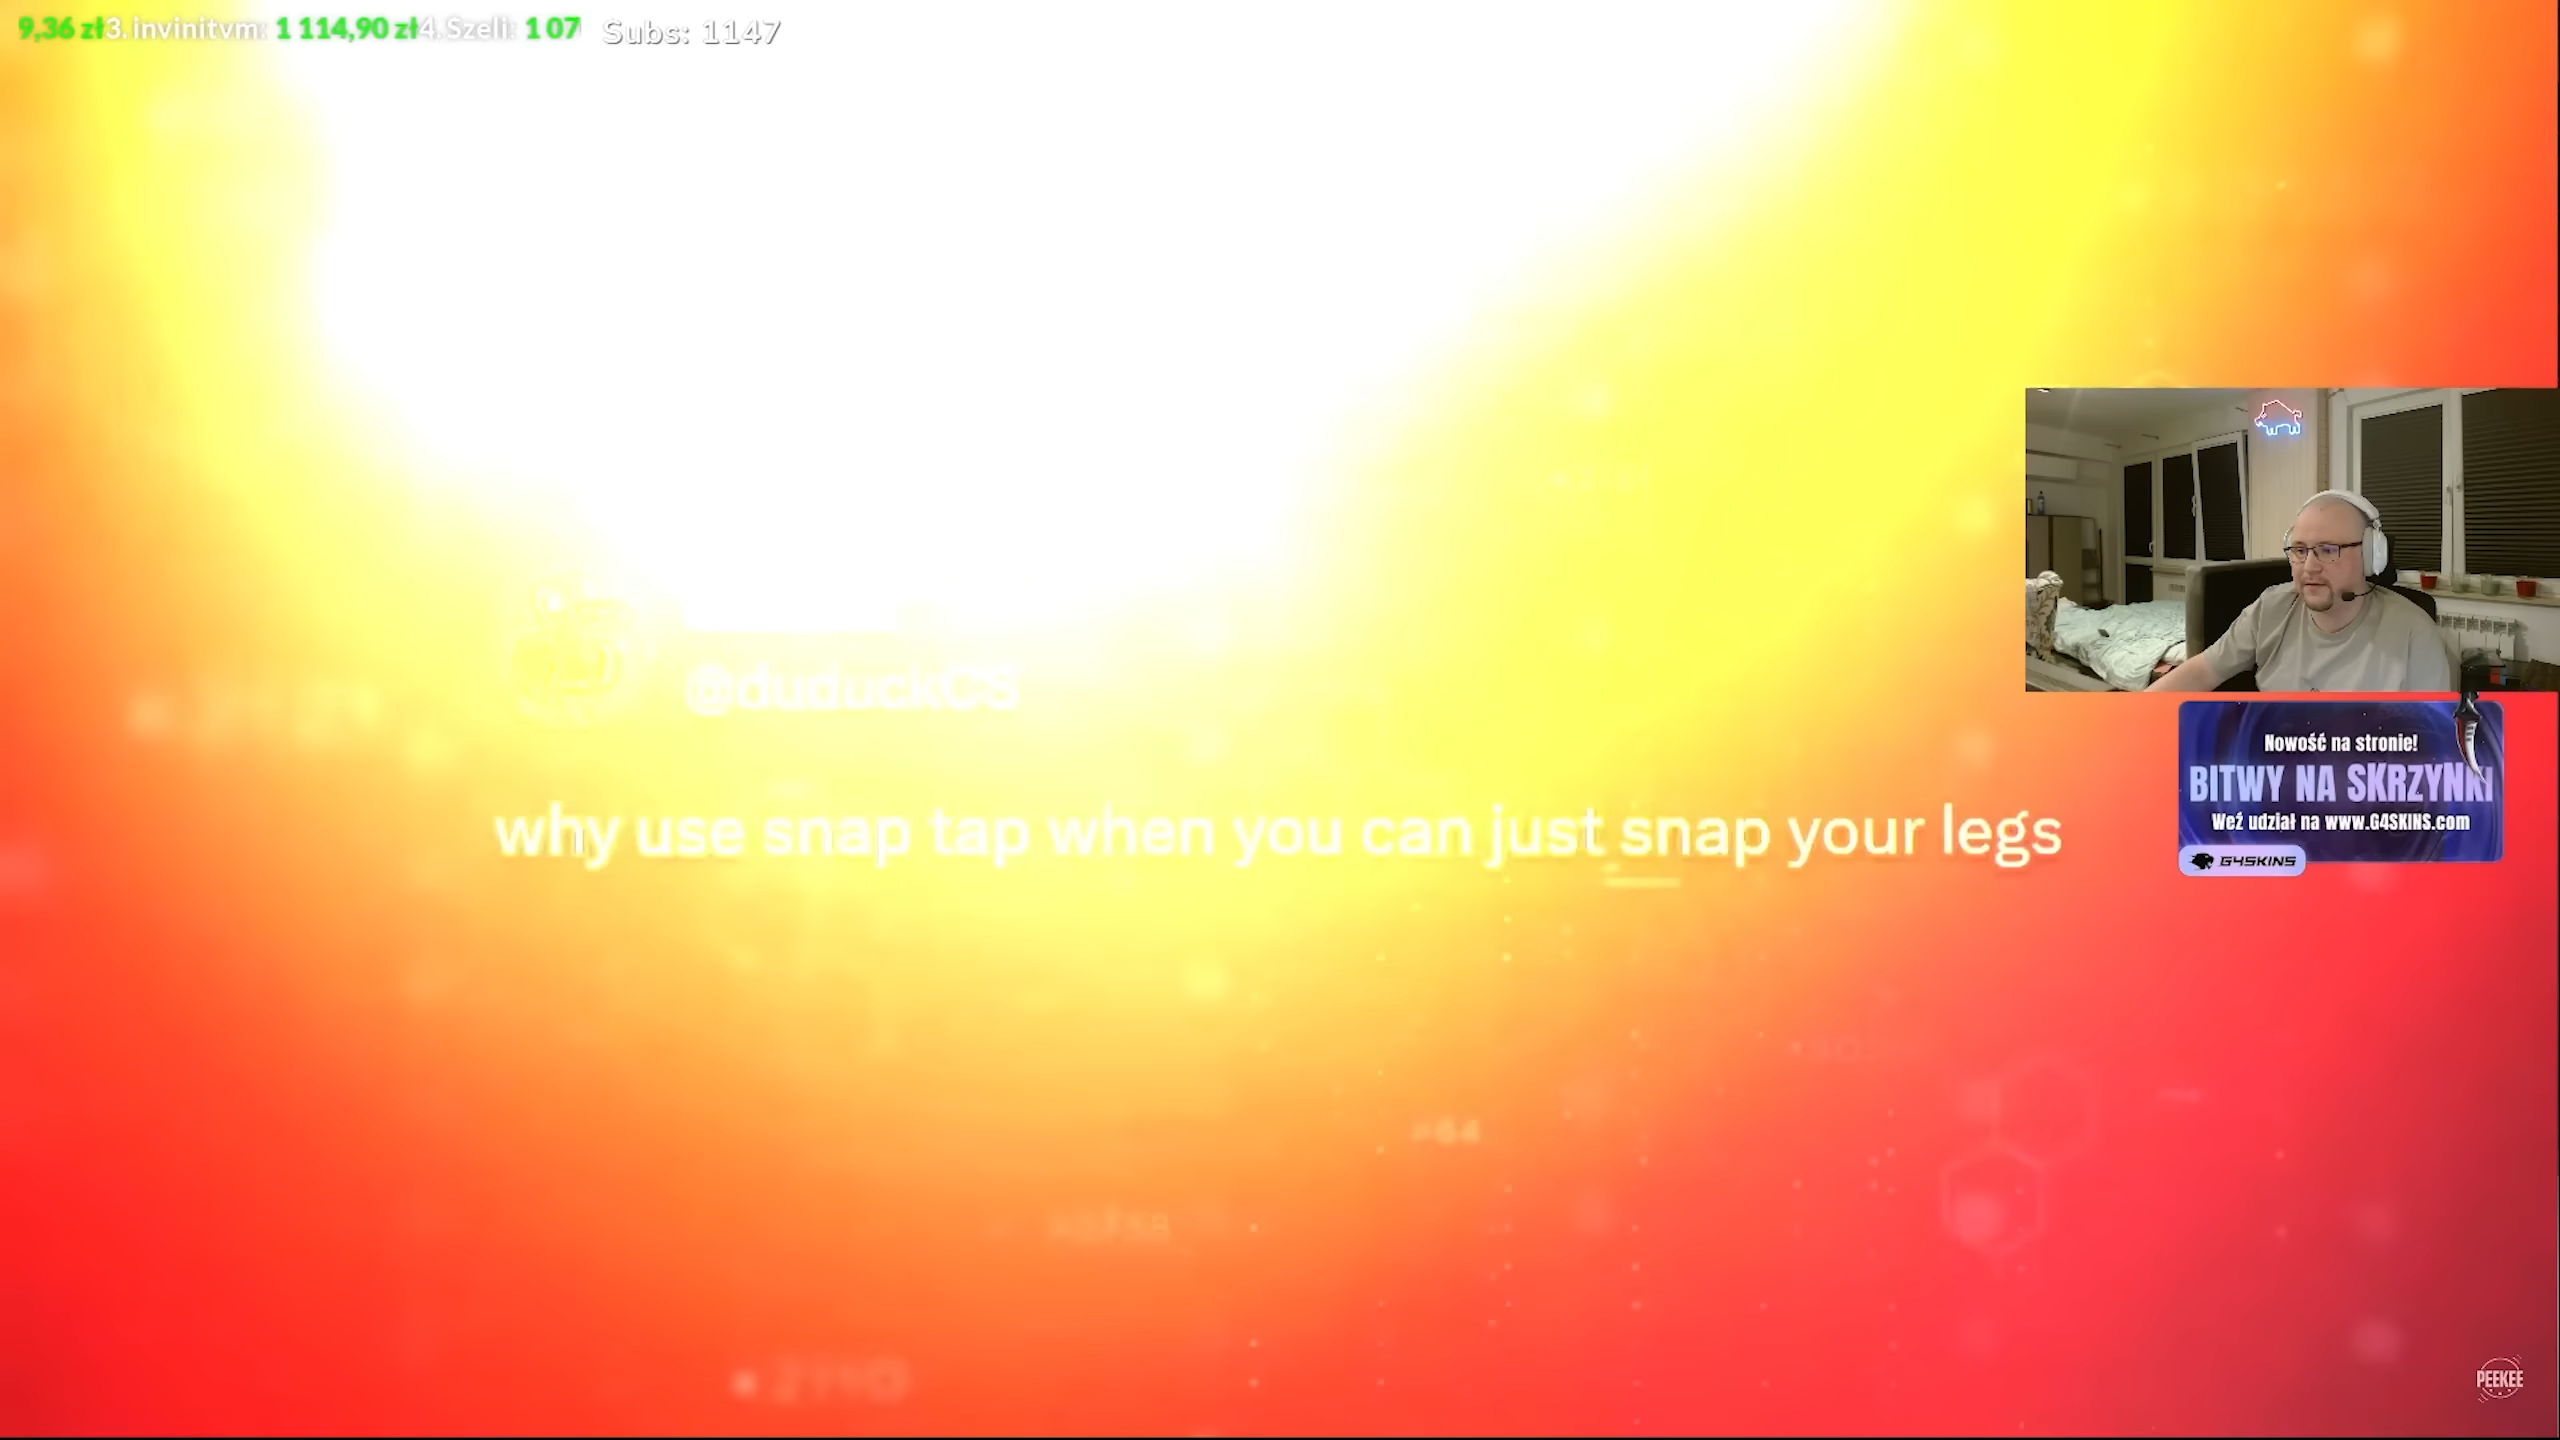 9,36 zł3. invinitvm: 1 114,90 zł4. Szeli: 1 07
Subs: 1147
@duduckCS
why use snap tap when you can just snap your legs
Nowość na stronie!
BITWY NA SKRZYNKI
Weź udział na www.G4SKINS.com
G4SKINS
PEEKEE